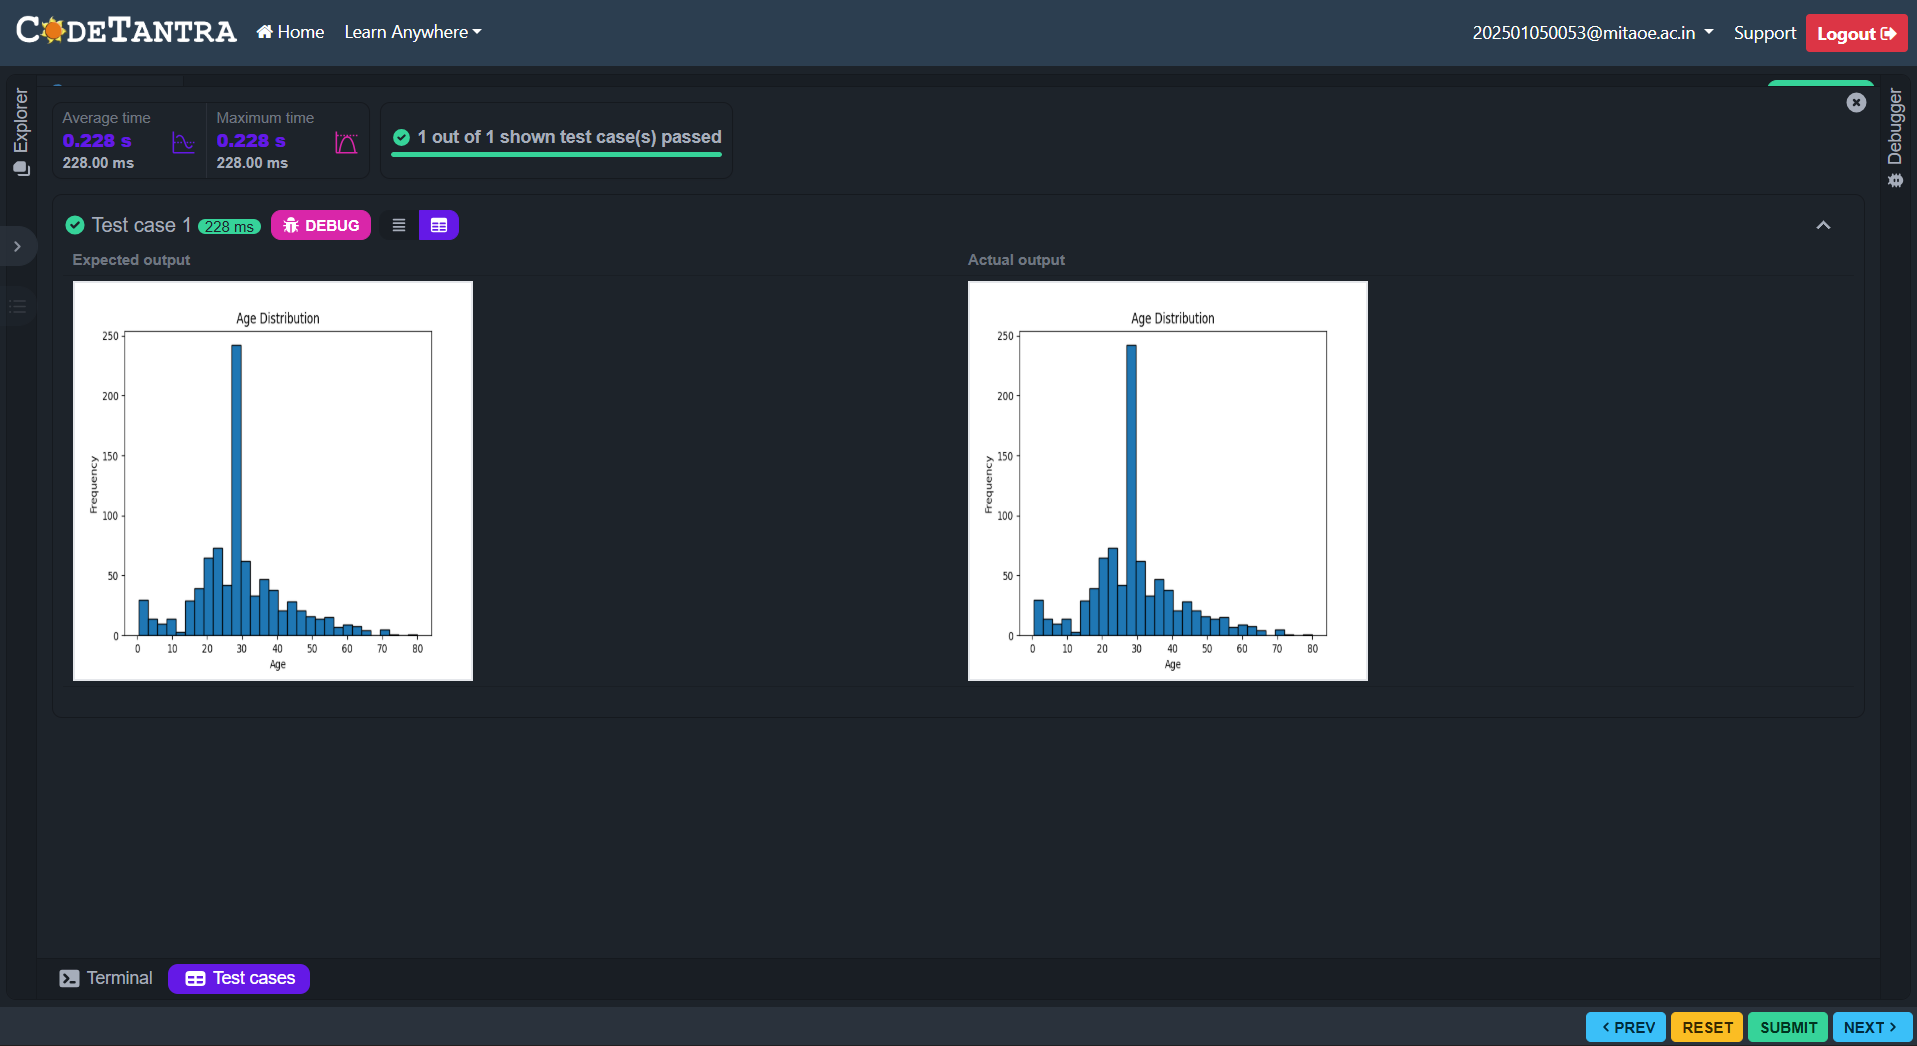 CODETANTRA
Home
Learn Anywhere
202501050053@mitaoe.ac.in
Support
Logout
Explorer
Debugger
Average time
0.228 s
228.00 ms
Maximum time
0.228 s
228.00 ms
1 out of 1 shown test case(s) passed
Test case 1
228 ms
DEBUG
Expected output
Actual output
Age Distribution
250
200
150
100
50
0
Frequency
0 10 20 30 40 50 60 70 80
Age
Age Distribution
250
200
150
100
50
0
Frequency
0 10 20 30 40 50 60 70 80
Age
Terminal
Test cases
PREV
RESET
SUBMIT
NEXT